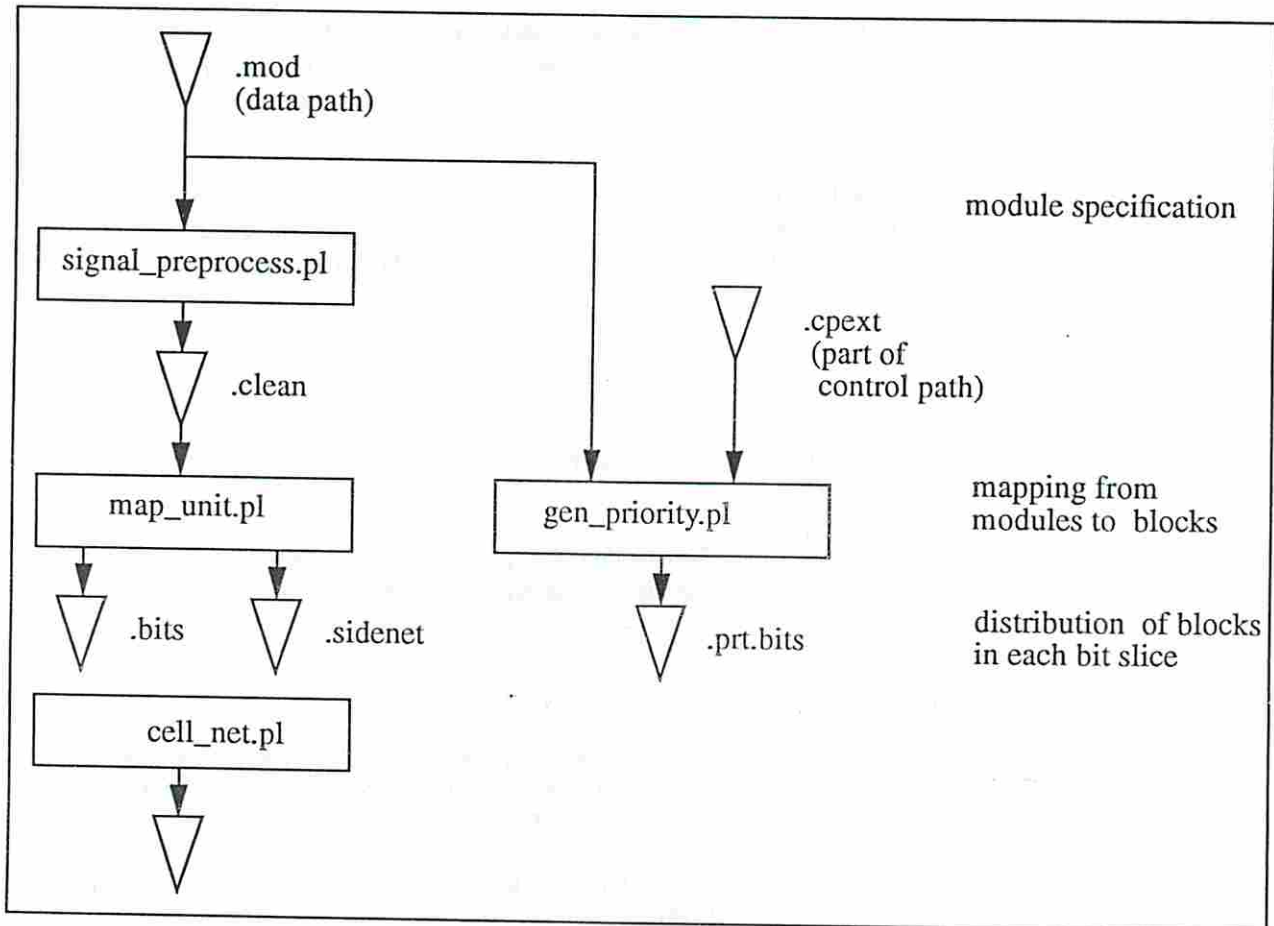 .mod
(data path)
module specification
signal_preprocess.pl
.cpext
(part of
control path)
.clean
map_unit.pl
gen_priority.pl
mapping from
modules to blocks
.bits
.sidenet
.prt.bits
distribution of blocks
in each bit slice
cell_net.pl